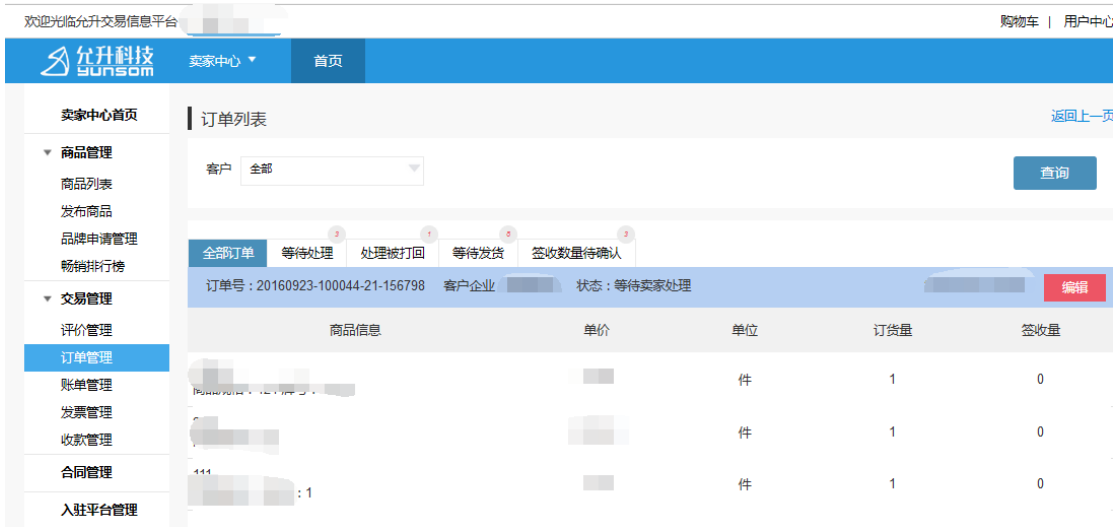 欢迎光临允升交易信息平台
购物车 | 用户中心
允升科技 卖家中心 首页
YUNSOM
卖家中心首页
订单列表 返回上一页
商品管理
客户 全部 查询
商品列表
发布商品
品牌申请管理
畅销排行榜
全部订单 等待处理 3 处理被打回 1 等待发货 签收数量待确认
订单号：20160923-100044-21-156798 客户企业 状态：等待卖家处理 编辑
交易管理
商品信息 单价 单位 订货量 签收量
评价管理
订单管理
账单管理
发票管理
收款管理
合同管理
入驻平台管理
件 1 0
件 1 0
111
：1 件 1 0